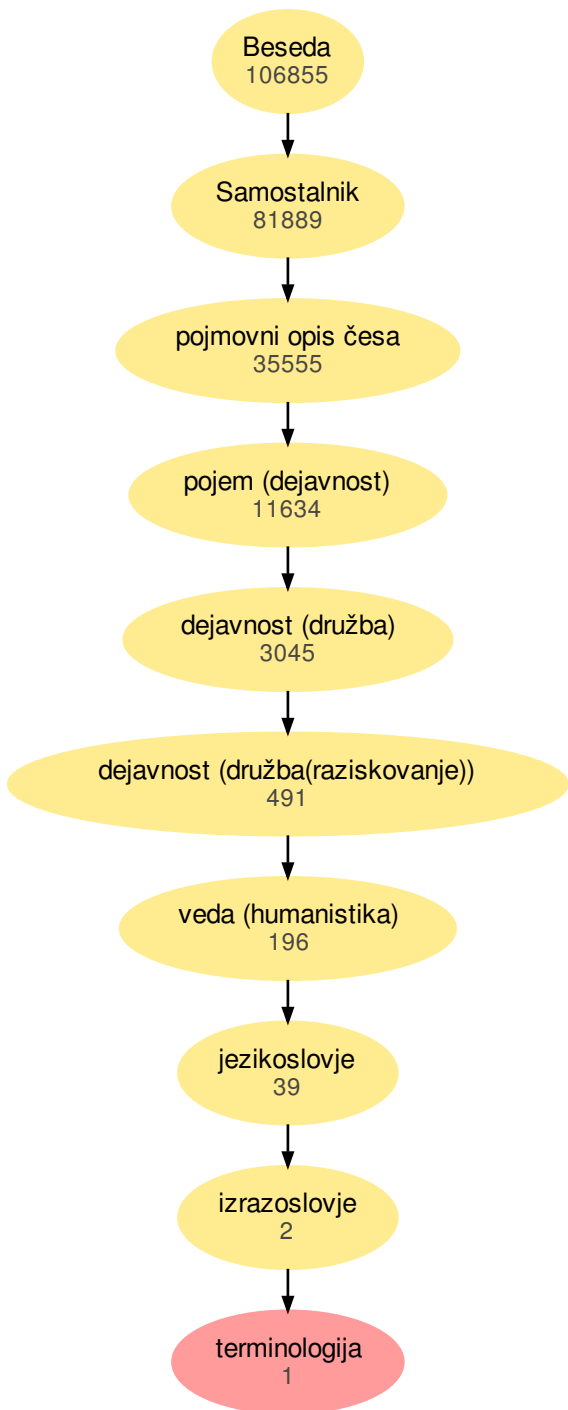 Beseda
106855
Samostalnik
81889
pojmovni opis česa
35555
pojem (dejavnost)
11634
dejavnost (družba)
3045
dejavnost (družba(raziskovanje))
491
veda (humanistika)
196
jezikoslovje
39
izrazoslovje
2
terminologija
1